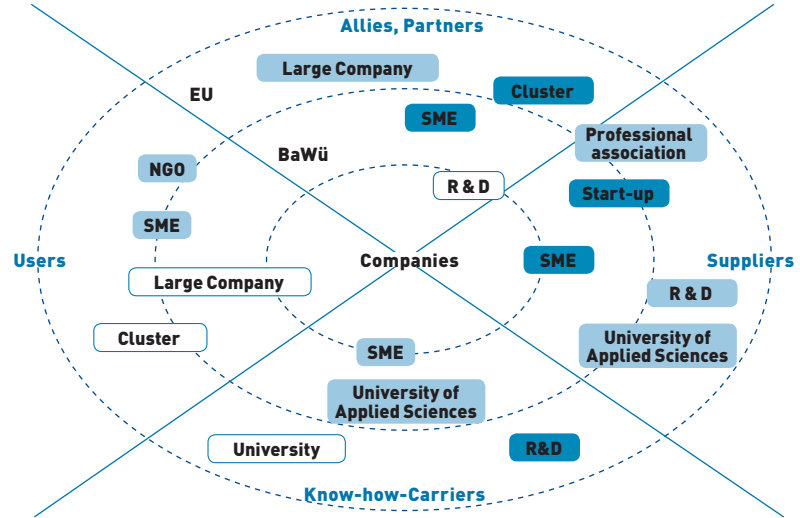 Allies, Partners
Large Company
EU
Cluster
SME
Professional
association
BaWü
NGO
R & D
Start-up
SME
Users
Companies
SME
Suppliers
Large Company
R & D
Cluster
University of
Applied Sciences
SME
University of
Applied Sciences
University
R&D
Know-how-Carriers